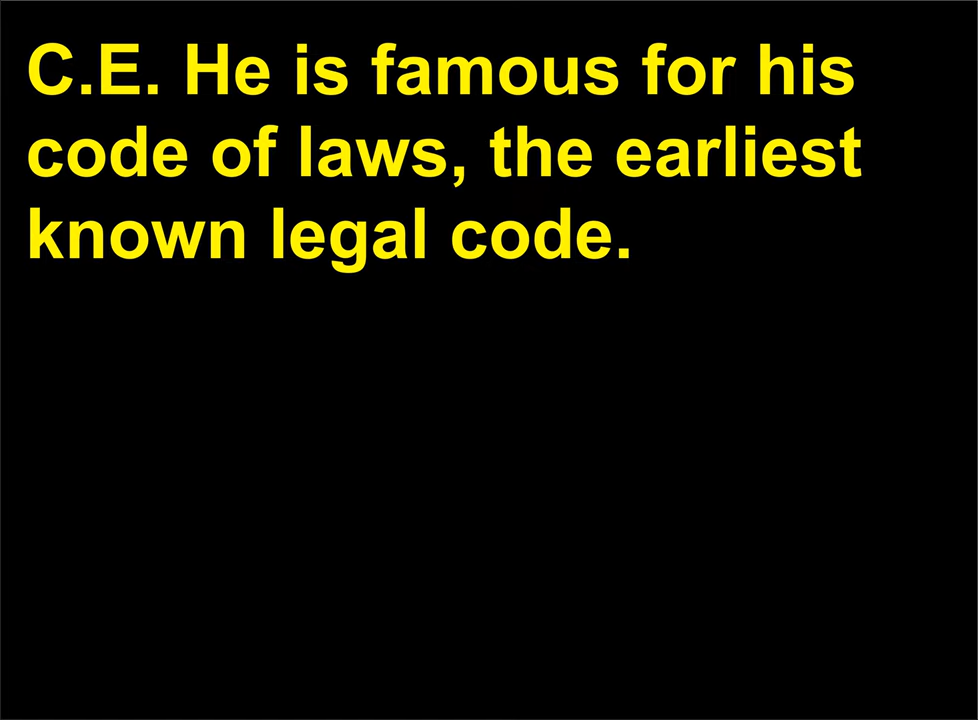 C.E. He is famous for his
code of laws, the earliest
known legal code.